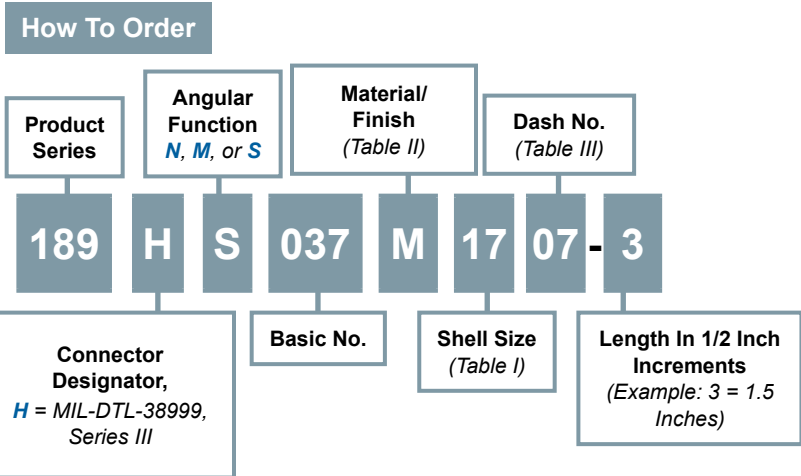 How To Order
Product
Series
Angular
Function
N, M, or S
Material/
Finish
(Table II)
Dash No.
(Table III)
189 H S 037 M 17 07 - 3
Connector
Designator,
H = MIL-DTL-38999,
Series III
Basic No.
Shell Size
(Table I)
Length In 1/2 Inch
Increments
(Example: 3 = 1.5
Inches)